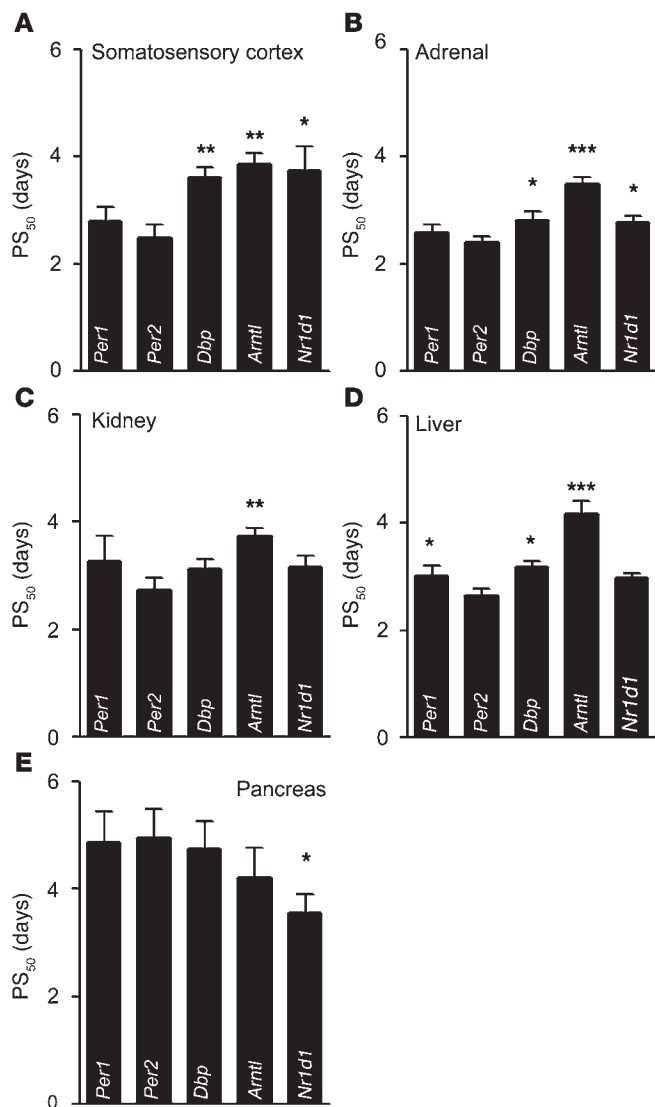 A
Somatosensory cortex
6
4
2
0
PS50 (days)
Per1
Per2
** Dbp
** Arntl
* Nr1d1
B
Adrenal
6
4
2
0
PS50 (days)
Per1
Per2
* Dbp
*** Arntl
* Nr1d1
C
Kidney
6
4
2
0
PS50 (days)
Per1
Per2
Dbp
** Arntl
Nr1d1
D
Liver
6
4
2
0
PS50 (days)
* Per1
Per2
* Dbp
*** Arntl
Nr1d1
E
Pancreas
6
4
2
0
PS50 (days)
Per1
Per2
Dbp
Arntl
* Nr1d1